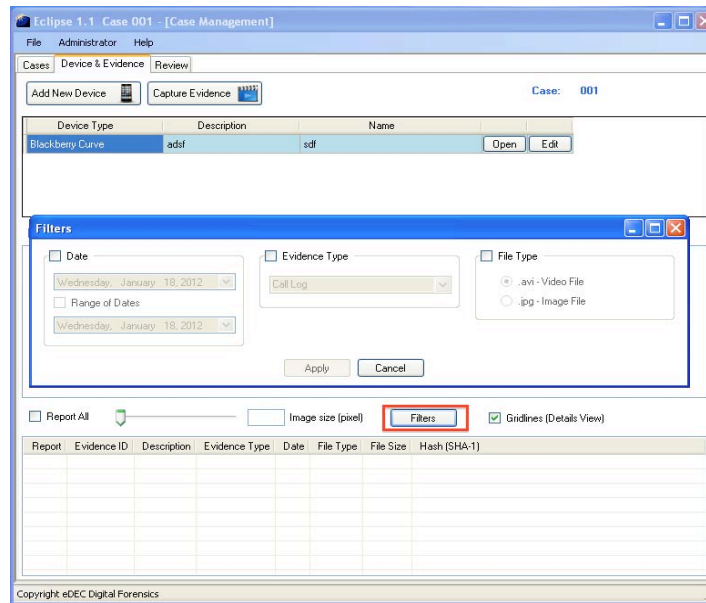 Eclipse 1.1 Case 001 - [Case Management]
File Administrator Help
Cases Device & Evidence Review
Add New Device Capture Evidence Case: 001
Device Type Description Name
Blackberry Curve adsf sdf Open Edit
Filters
Date Evidence Type File Type
Wednesday, January 18, 2012 Call Log .avi - Video File
Range of Dates .jpg - Image File
Wednesday, January 18, 2012
Apply Cancel
Report All Image size (pixel) Filters Gridlines (Details View)
Report Evidence ID Description Evidence Type Date File Type File Size Hash (SHA-1)
Copyright eDEC Digital Forensics